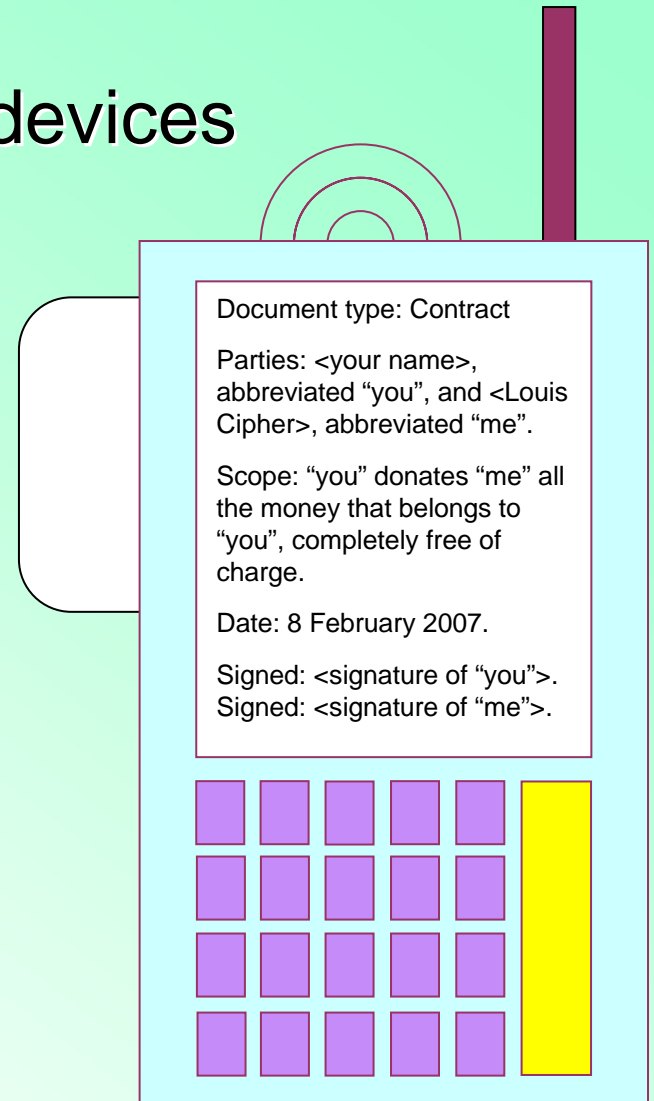 devices
Document type: Contract
Parties: <your name>,
abbreviated “you”, and <Louis
Cipher>, abbreviated “me”.
Scope: “you” donates “me” all
the money that belongs to
“you”, completely free of
charge.
Date: 8 February 2007.
Signed: <signature of “you”>.
Signed: <signature of “me”>.